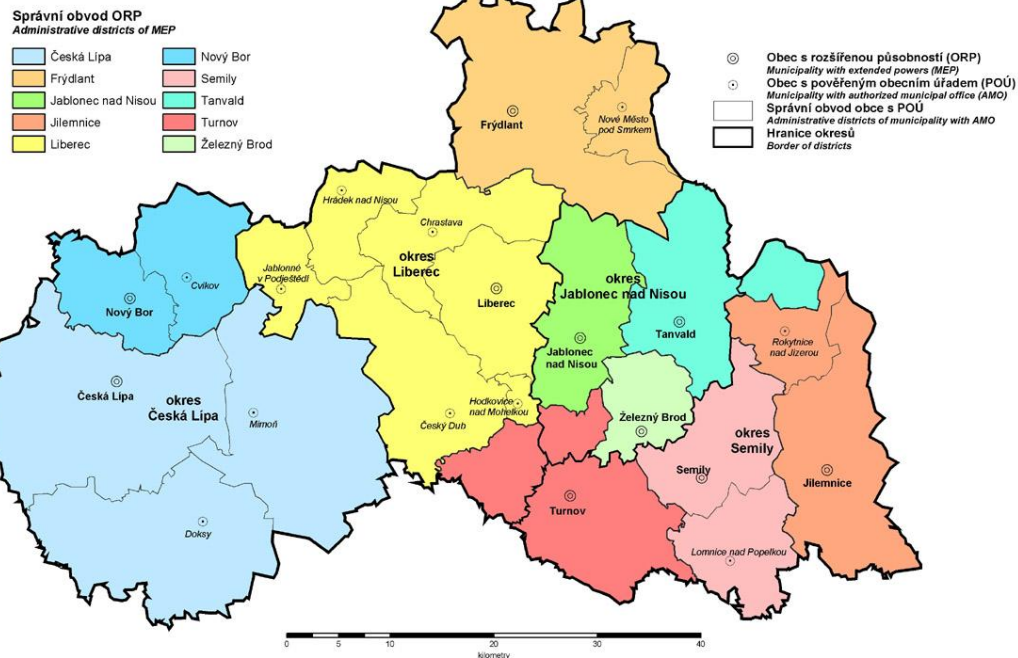 Správní obvod ORP
Administrative districts of MEP
Česká Lípa
Frýdlant
Jablonec nad Nisou
Jilemnice
Liberec
Nový Bor
Semily
Tanvald
Turnov
Železný Brod
Obec s rozšířenou působností (ORP)
Municipality with extended powers (MEP)
Obec s pověřeným obecním úřadem (POÚ)
Municipality with authorized municipal office (AMO)
Správní obvod obce s POÚ
Administrative districts of municipality with AMO
Hranice okresů
Border of districts
Frýdlant
Nové Město
pod Smrkem
Hrádek nad Nisou
Chrastava
okres
Liberec
Jablonné
v Podještědí
Cvikov
Nový Bor
Liberec
okres
Jablonec nad Nisou
Tanvald
Jablonec
nad Nisou
Rokytnice
nad Jizerou
Česká Lípa
okres
Česká Lípa
Mimoň
Hodkovice
nad Mohelkou
Český Dub
Železný Brod
okres
Semily
Semily
Jilemnice
Turnov
Doksy
Lomnice nad Popelkou
0 5 10 20 30 40
kilometry